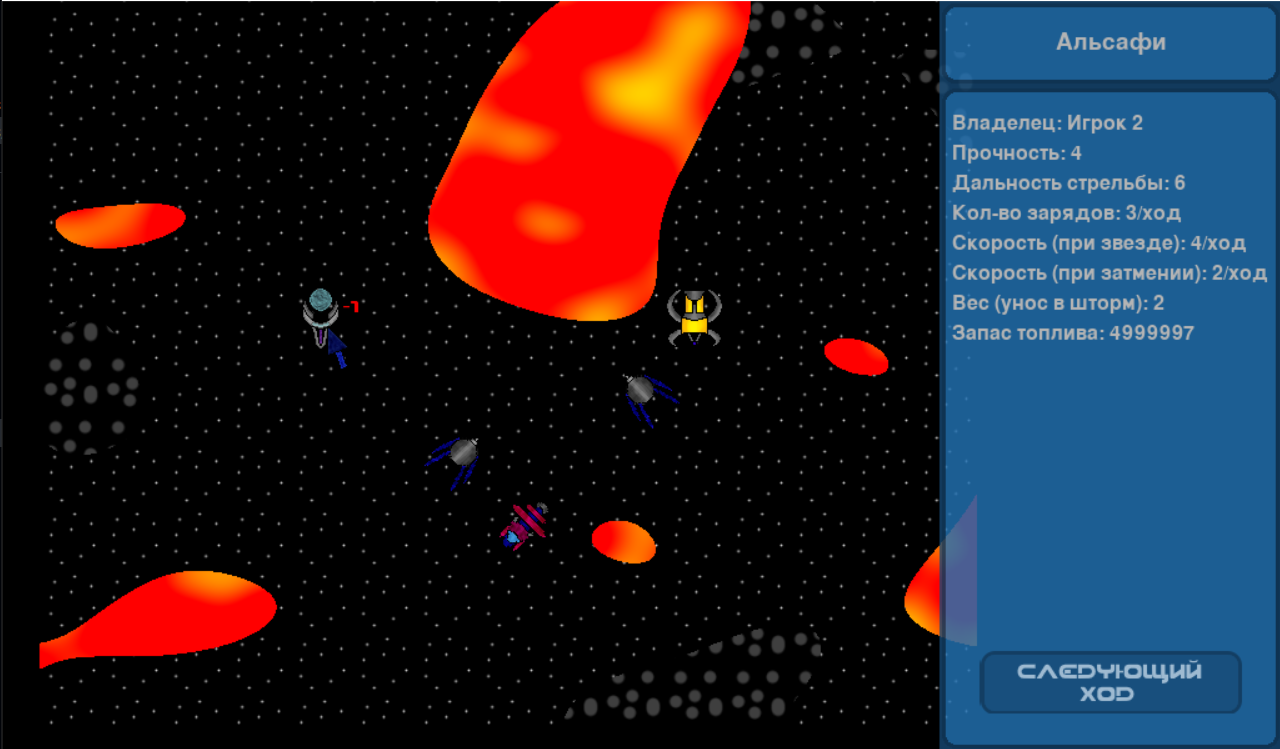 Альсафи
Владелец: Игрок 2
Прочность: 4
Дальность стрельбы: 6
Кол-во зарядов: 3/ход
Скорость (при звезде): 4/ход
Скорость (при затмении): 2/ход
Вес (унос в шторм): 2
Запас топлива: 4999997
-1
СЛЕДУЮЩИЙ
ХОД